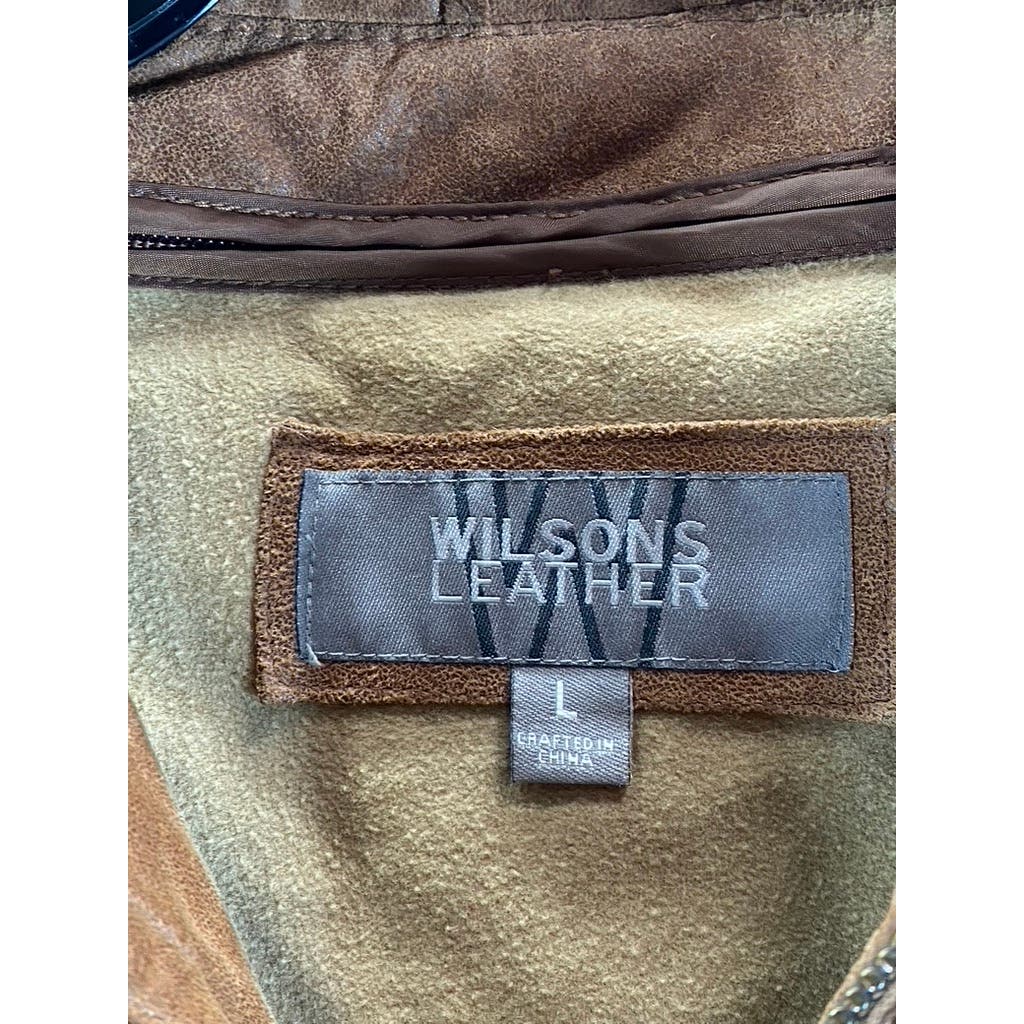 WILSONS
LEATHER
L
CRAFTED IN
CHINA